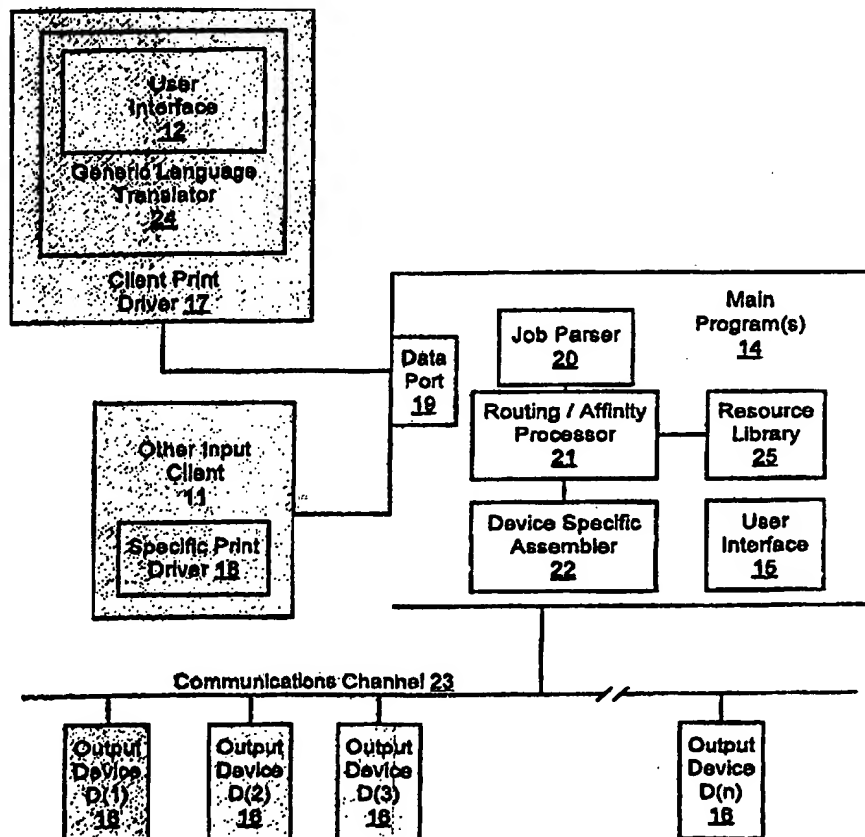 User
Interface
12
Generic Language
Translator
24
Client Print
Driver 17
Main
Program(s)
14
Job Parser
20
Data
Port
19
Routing / Affinity
Processor
21
Resource
Library
25
Other Input
Client
11
Specific Print
Driver 18
Device Specific
Assembler
22
User
Interface
15
Communications Channel 23
Output
Device
D(1)
16
Output
Device
D(2)
16
Output
Device
D(3)
16
Output
Device
D(n)
16